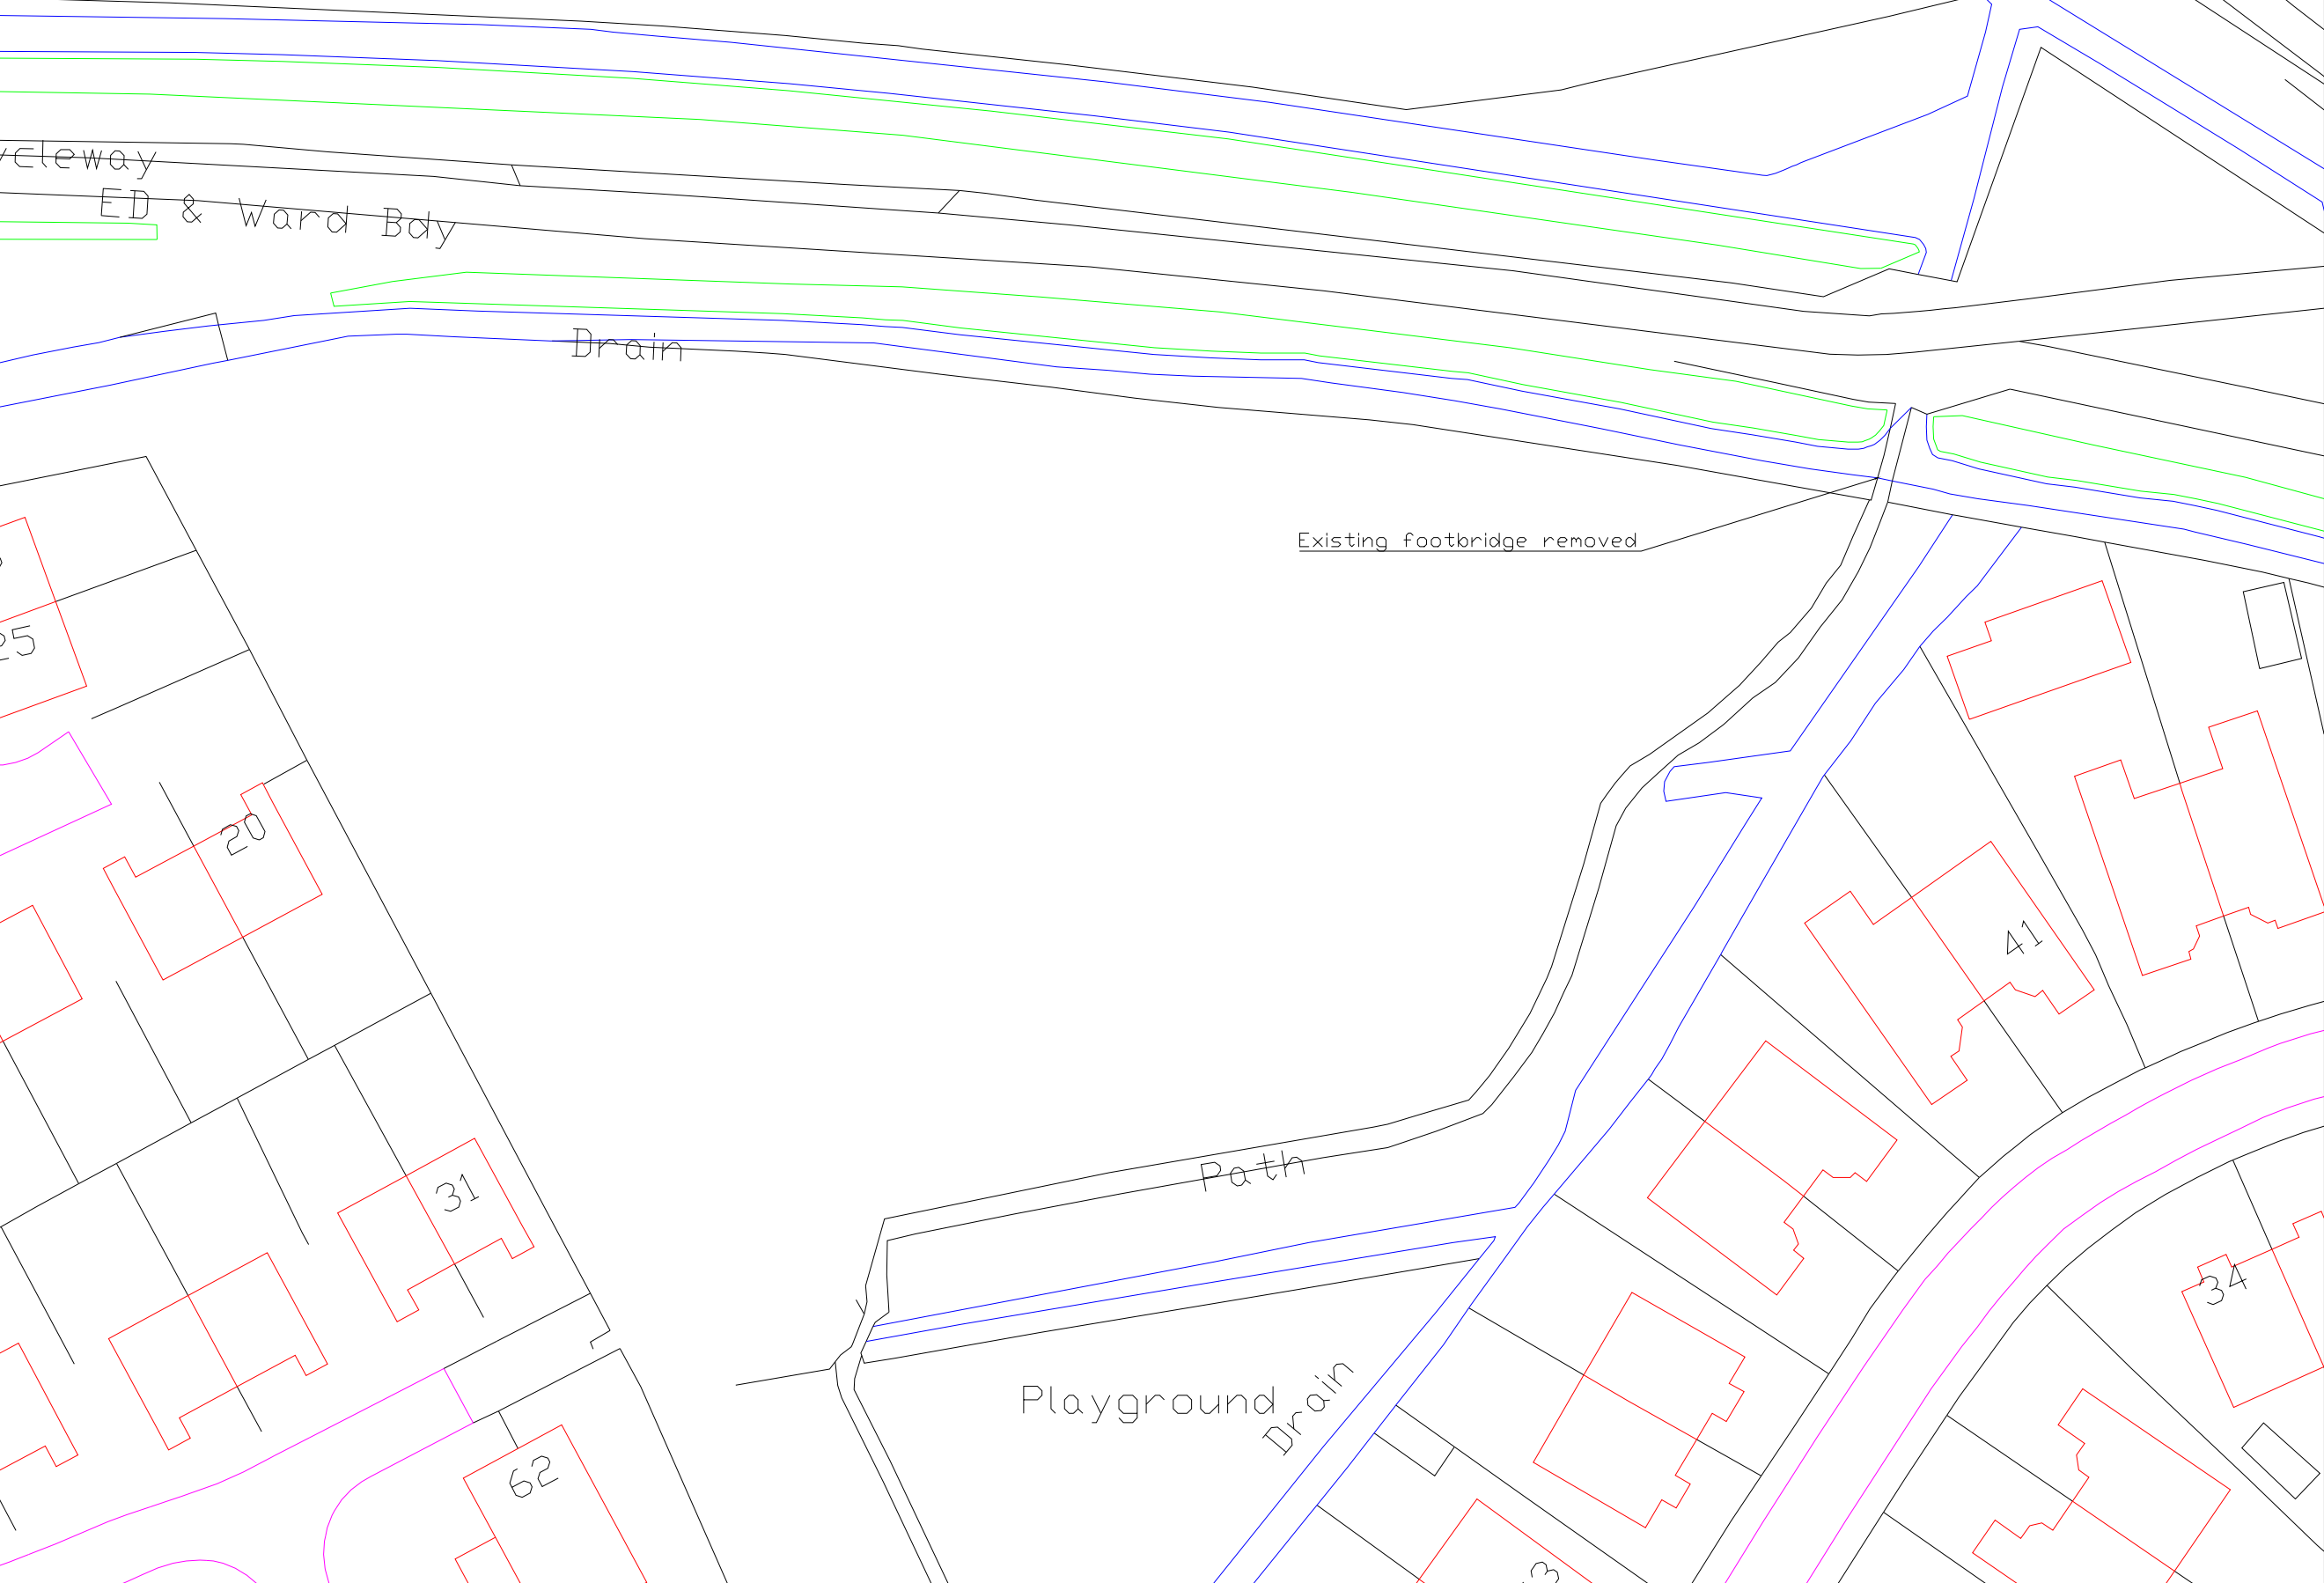 ycleway
ED & Ward Bdy
Drain
Existing footbridge removed
25
20
41
31
Path
34
Playground
Drain
62